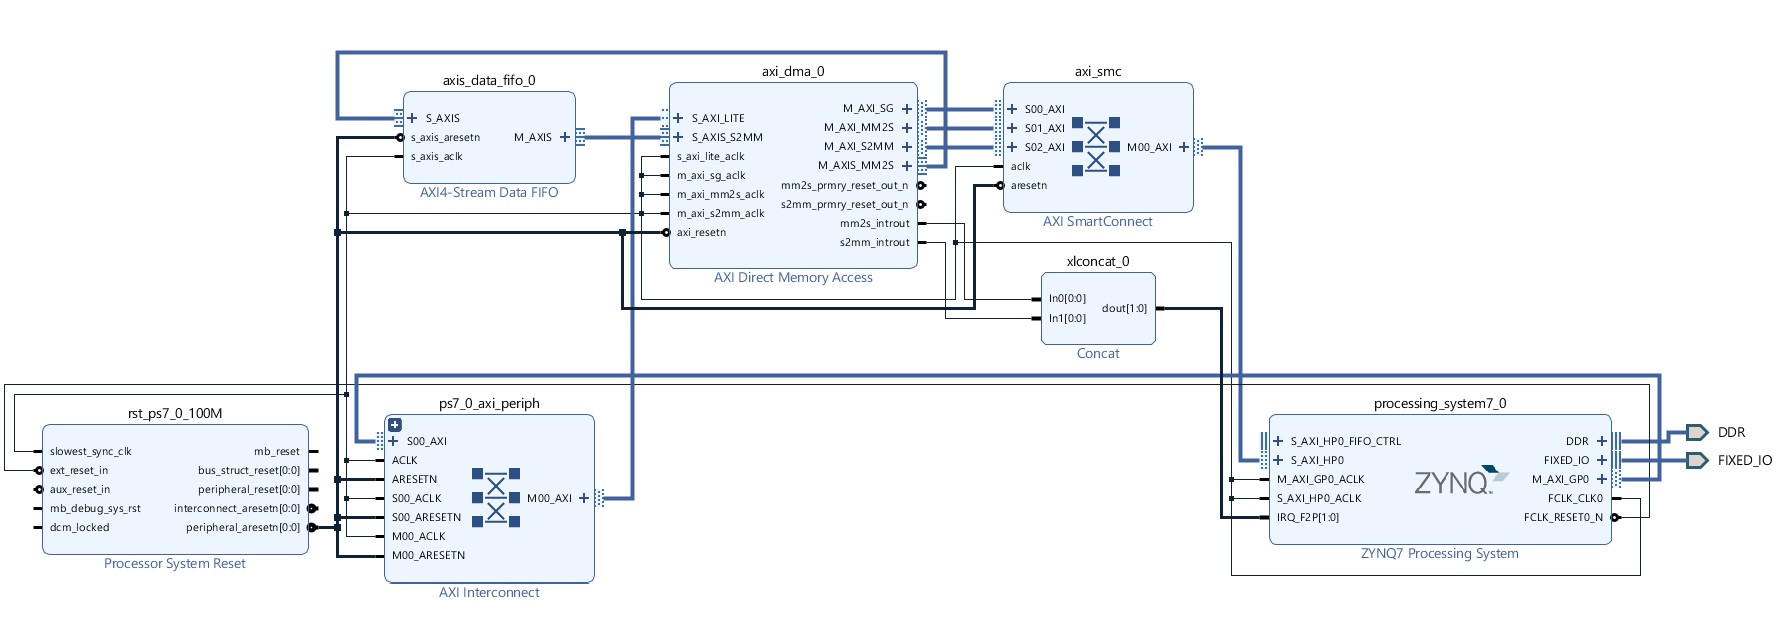 axis_data_fifo_0
S_AXIS
s_axis_aresetn
s_axis_aclk
M_AXIS
AXI4-Stream Data FIFO
axi_dma_0
S_AXI_LITE
S_AXIS_S2MM
s_axi_lite_aclk
m_axi_sg_aclk
m_axi_mm2s_aclk
m_axi_s2mm_aclk
axi_resetn
M_AXI_SG
M_AXI_MM2S
M_AXI_S2MM
M_AXIS_MM2S
mm2s_prmry_reset_out_n
s2mm_prmry_reset_out_n
mm2s_introut
s2mm_introut
AXI Direct Memory Access
axi_smc
S00_AXI
S01_AXI
S02_AXI
aclk
aresetn
M00_AXI
AXI SmartConnect
xlconcat_0
In0[0:0]
In1[0:0]
dout[1:0]
Concat
rst_ps7_0_100M
slowest_sync_clk
ext_reset_in
aux_reset_in
mb_debug_sys_rst
dcm_locked
mb_reset
bus_struct_reset[0:0]
peripheral_reset[0:0]
interconnect_aresetn[0:0]
peripheral_aresetn[0:0]
Processor System Reset
ps7_0_axi_periph
S00_AXI
ACLK
ARESETN
S00_ACLK
S00_ARESETN
M00_ACLK
M00_ARESETN
M00_AXI
AXI Interconnect
processing_system7_0
S_AXI_HP0_FIFO_CTRL
S_AXI_HP0
M_AXI_GP0_ACLK
S_AXI_HP0_ACLK
IRQ_F2P[1:0]
ZYNQ
DDR
FIXED_IO
M_AXI_GP0
FCLK_CLK0
FCLK_RESET0_N
ZYNQ7 Processing System
DDR
FIXED_IO